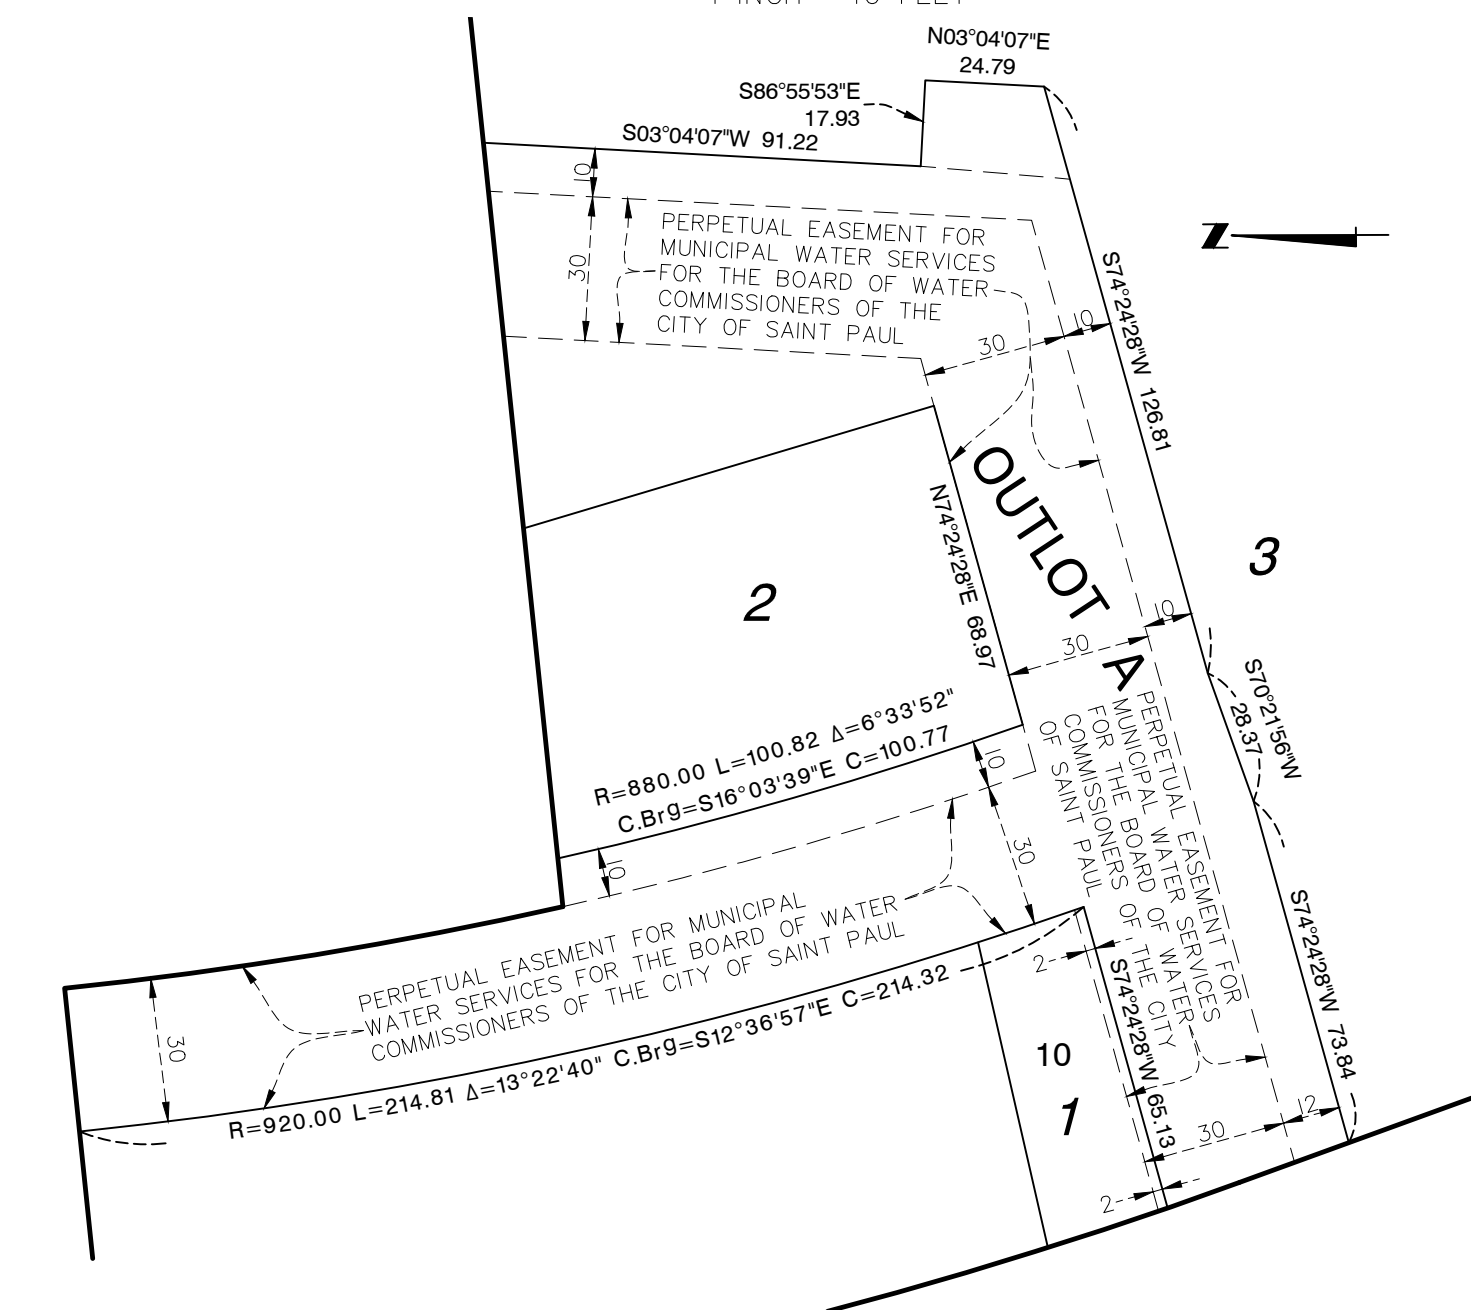 N03°04'07"E
24.79
S86°55'53"E
17.93
S03°04'07"W 91.22
10
30
PERPETUAL EASEMENT FOR
MUNICIPAL WATER SERVICES
FOR THE BOARD OF WATER
COMMISSIONERS OF THE
CITY OF SAINT PAUL
N
30
10
S74°24'28"W 126.81
OUTLOT A
N74°24'28"E 68.97
2
3
10
30
S70°21'56"W
28.37
R=880.00 L=100.82 Δ=6°33'52"
C.Brg=S16°03'39"E C=100.77
10
10
30
PERPETUAL EASEMENT FOR
MUNICIPAL WATER SERVICES
FOR THE BOARD OF WATER
COMMISSIONERS OF THE CITY
OF SAINT PAUL
PERPETUAL EASEMENT FOR MUNICIPAL
WATER SERVICES FOR THE BOARD OF WATER
COMMISSIONERS OF THE CITY OF SAINT PAUL
30
R=920.00 L=214.81 Δ=13°22'40" C.Brg=S12°36'57"E C=214.32
2
S74°24'28"W 65.13
S74°24'28"W 73.84
10
1
30
12
2